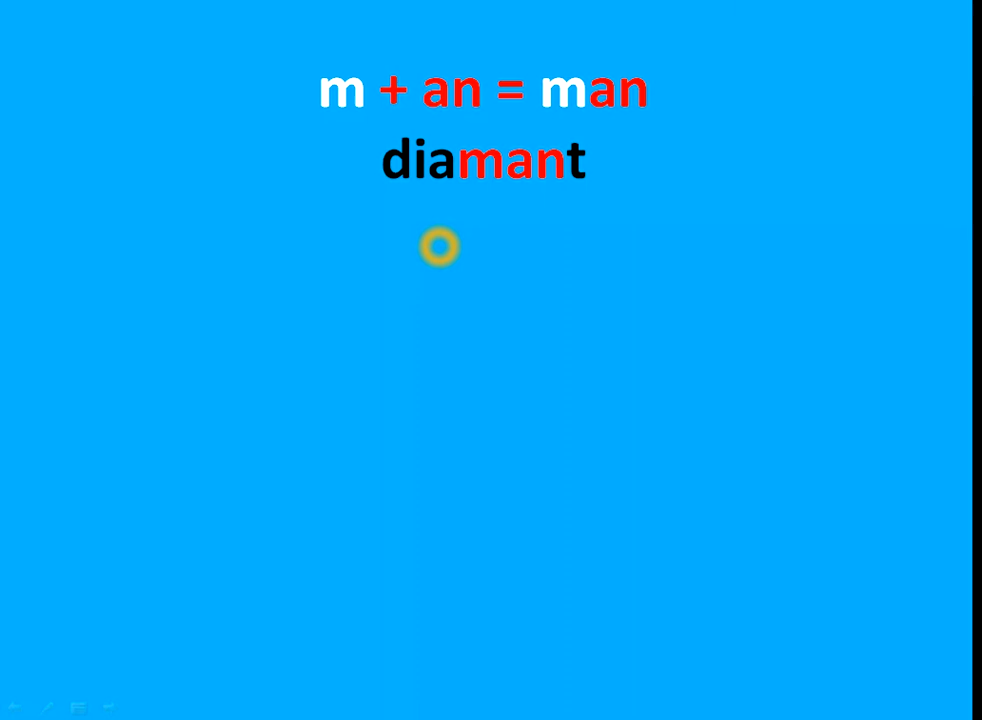 m + an = man
diamant